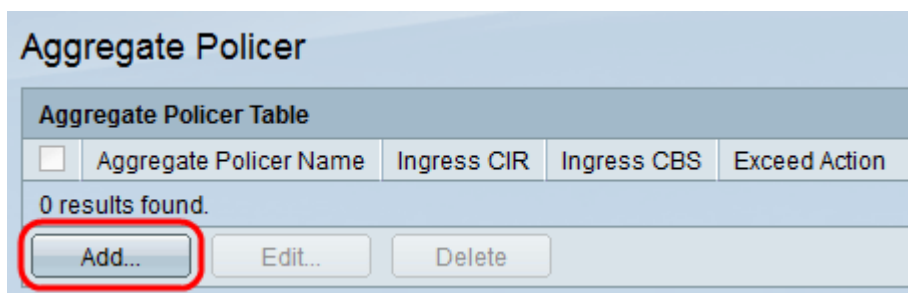 Aggregate Policer
Aggregate Policer Table
Aggregate Policer Name Ingress CIR Ingress CBS Exceed Action
0 results found.
Add... Edit... Delete